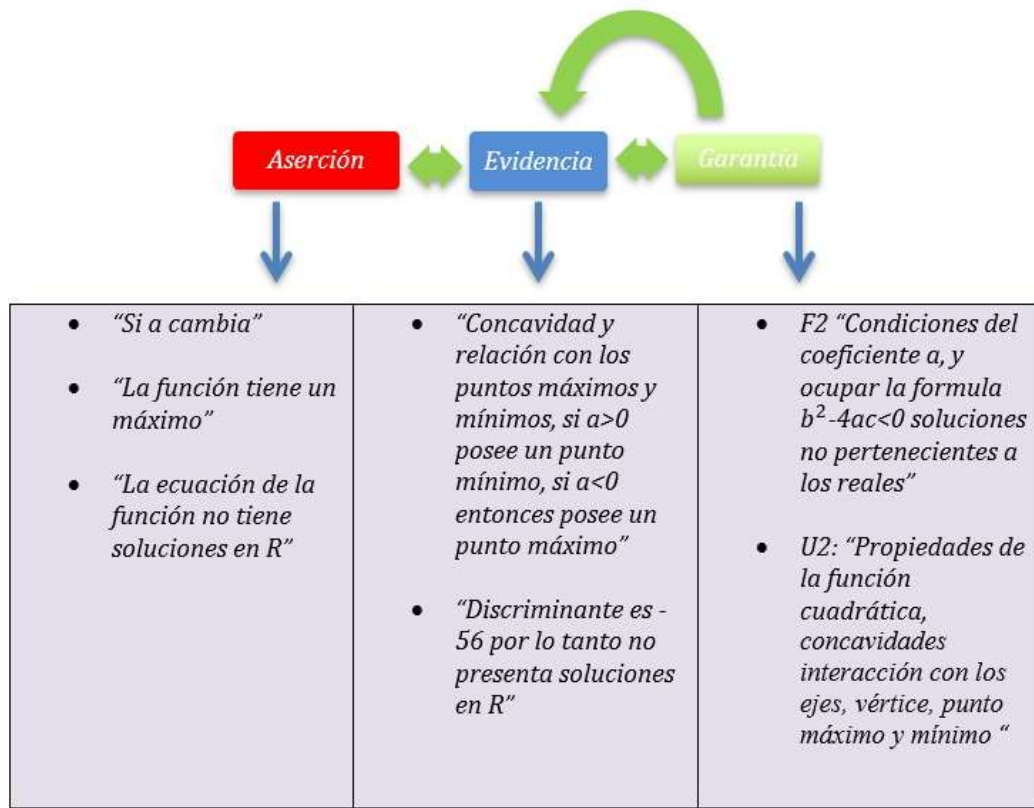 Aserción
Evidencia
Garantía
• “Si a cambia”
• “La función tiene un
máximo”
• “La ecuación de la
función no tiene
soluciones en R”
• “Concavidad y
relación con los
puntos máximos y
mínimos, si a>0
posee un punto
mínimo, si a<0
entonces posee un
punto máximo”
• “Discriminante es -
56 por lo tanto no
presenta soluciones
en R”
• F2 “Condiciones del
coeficiente a, y
ocupar la formula
b²-4ac<0 soluciones
no pertenecientes a
los reales”
• U2: “Propiedades de
la función
cuadrática,
concavidades
interacción con los
ejes, vértice, punto
máximo y mínimo “